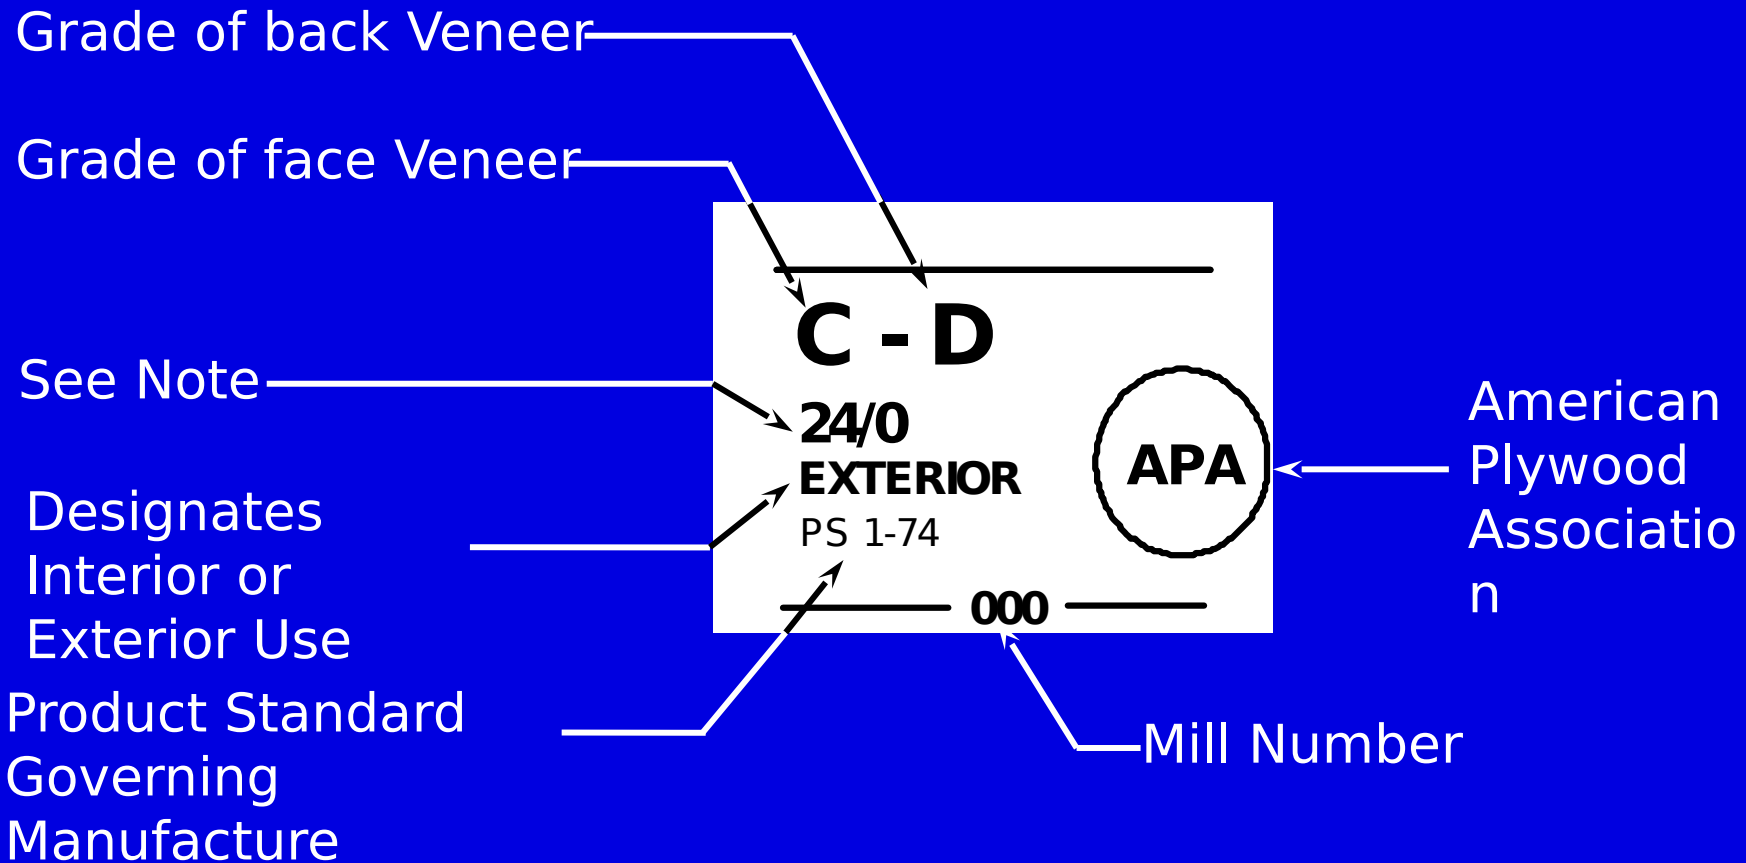 Grade of back Veneer
Grade of face Veneer
See Note
Designates
Interior or
Exterior Use
Product Standard
Governing
Manufacture
C - D
24/0
EXTERIOR
PS 1-74
000
APA
American
Plywood
Associatio
n
Mill Number